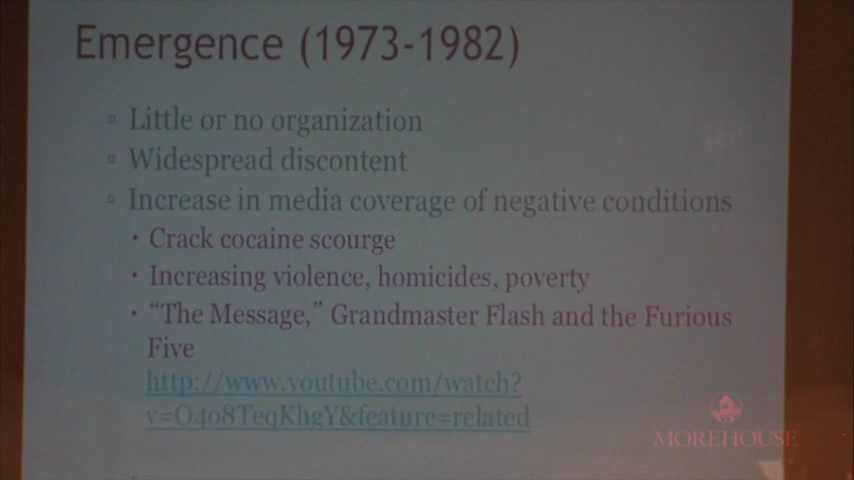 Emergence (1973-1982)
Little or no organization
Widespread discontent
Increase in media coverage of negative conditions
Crack cocaine scourge
Increasing violence, homicides, poverty
"The Message," Grandmaster Flash and the Furious
Five
http://www.youtube.com/watch?
v=O4o8TeqKhgY&feature=related
MOREHOUSE